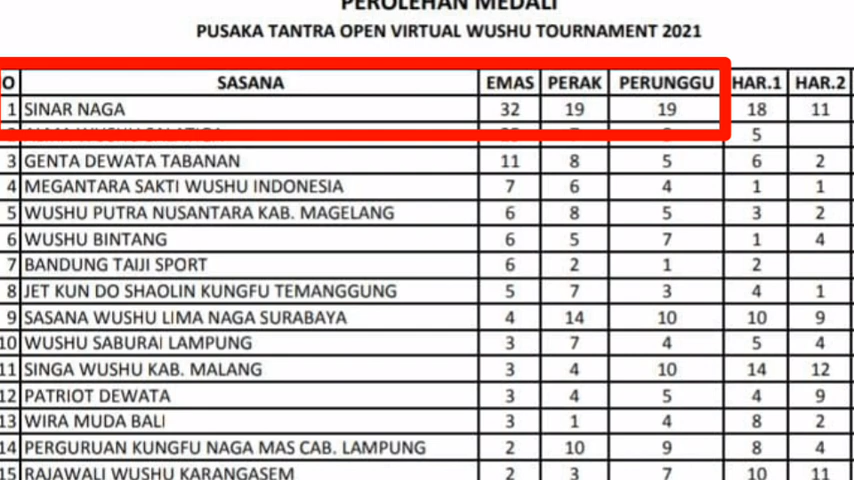 PEROLEHAN MEDALI
PUSAKA TANTRA OPEN VIRTUAL WUSHU TOURNAMENT 2021
O SASANA EMAS PERAK PERUNGGU HAR.1 HAR.2
1 SINAR NAGA 32 19 19 18 11
5
3 GENTA DEWATA TABANAN 11 8 5 6 2
4 MEGANTARA SAKTI WUSHU INDONESIA 7 6 4 1 1
5 WUSHU PUTRA NUSANTARA KAB. MAGELANG 6 8 5 3 2
6 WUSHU BINTANG 6 5 7 1 4
7 BANDUNG TAIJI SPORT 6 2 1 2
8 JET KUN DO SHAOLIN KUNGFU TEMANGGUNG 5 7 3 4 1
9 SASANA WUSHU LIMA NAGA SURABAYA 4 14 10 10 9
10 WUSHU SABURAI LAMPUNG 3 7 4 5 4
11 SINGA WUSHU KAB. MALANG 3 4 10 14 12
12 PATRIOT DEWATA 3 4 5 4 9
13 WIRA MUDA BALI 3 1 4 8 2
14 PERGURUAN KUNGFU NAGA MAS CAB. LAMPUNG 2 10 9 8 4
15 RAJAWALI WUSHU KARANGASEM 2 3 7 10 11